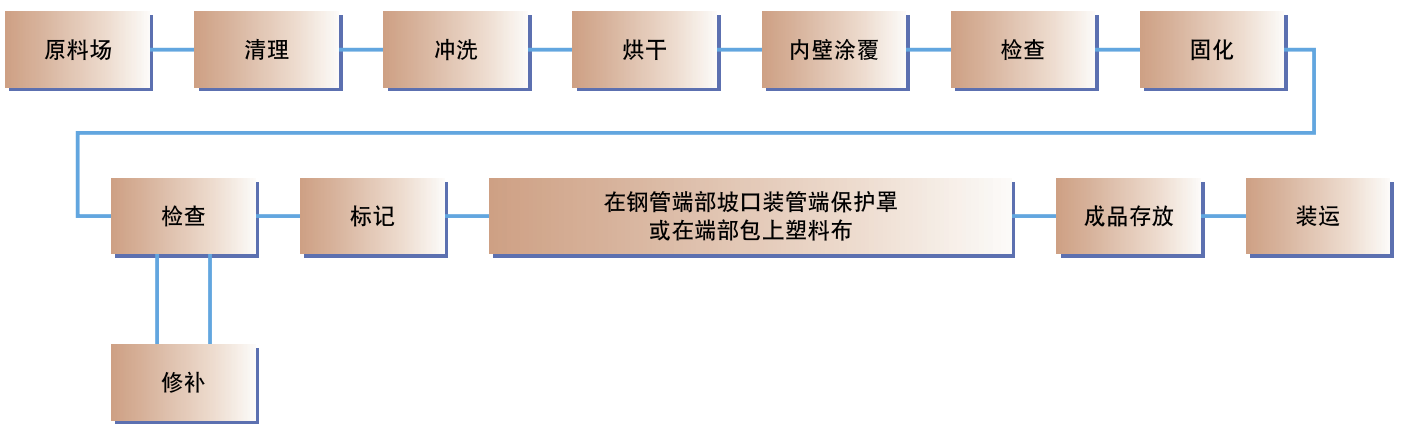 原料场
清理
冲洗
烘干
内壁涂覆
检查
固化
检查
标记
在钢管端部坡口装管端保护罩
或在端部包上塑料布
成品存放
装运
修补